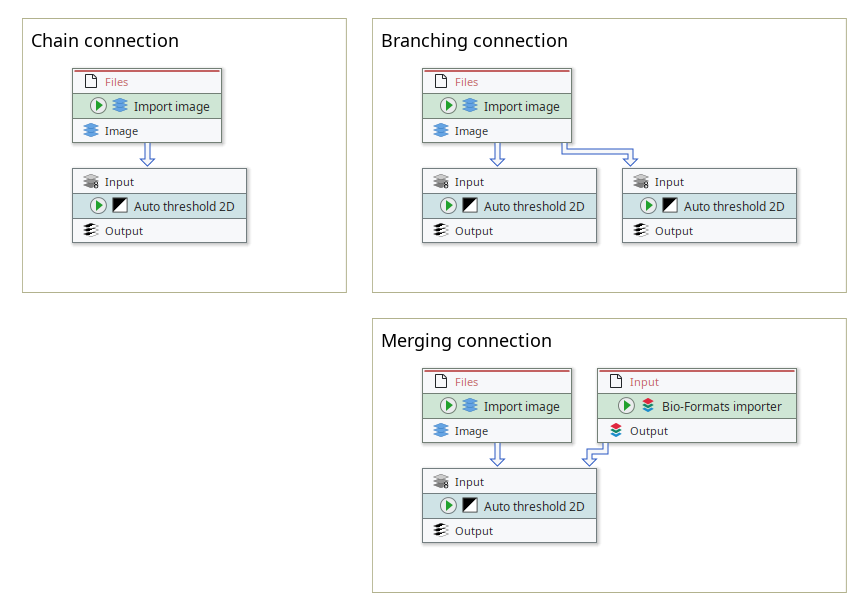 Chain connection
Files
Import image
Image
Input
Auto threshold 2D
Output
Branching connection
Files
Import image
Image
Input
Auto threshold 2D
Output
Input
Auto threshold 2D
Output
Merging connection
Files
Import image
Image
Input
Bio-Formats importer
Output
Input
Auto threshold 2D
Output